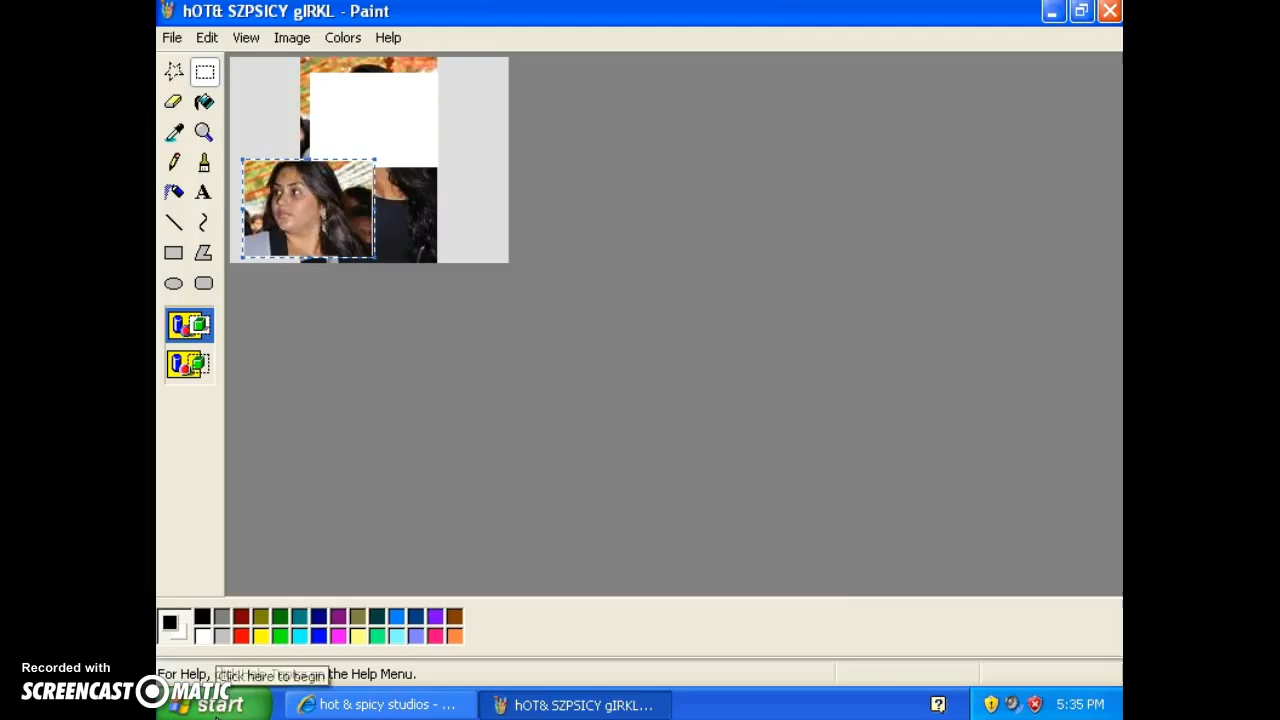 hOT& SZPSICY gIRKL - Paint
File Edit View Image Colors Help
A
For Help, the Help Menu.
Click here to begin
Recorded with
SCREENCAST MATIC
start
hot & spicy studios - ...
hOT& SZPSICY gIRKL...
5:35 PM